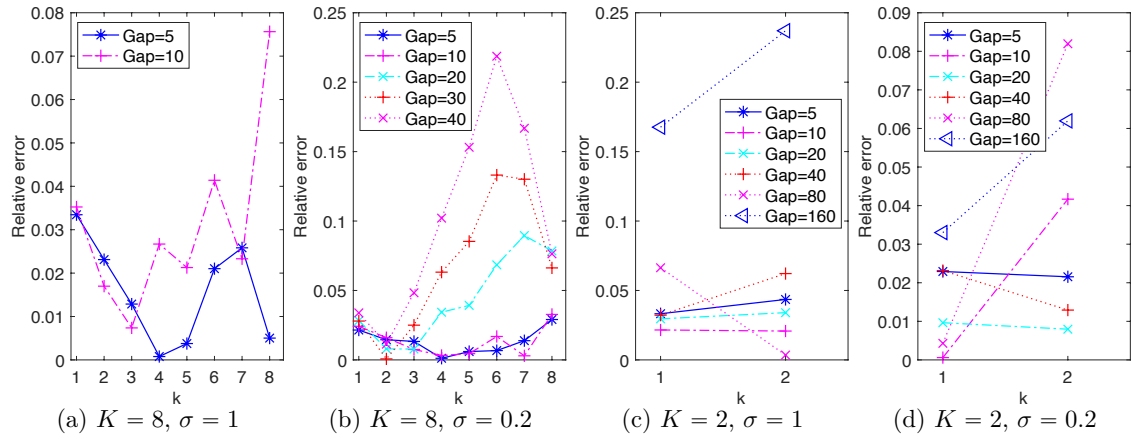 0.08
0.07
0.06
0.05
0.04
0.03
0.02
0.01
0
Relative error
Gap=5
Gap=10
1 2 3 4 5 6 7 8
k
(a) K = 8, σ = 1
0.25
0.2
0.15
0.1
0.05
0
Relative error
Gap=5
Gap=10
Gap=20
Gap=30
Gap=40
1 2 3 4 5 6 7 8
k
(b) K = 8, σ = 0.2
0.25
0.2
0.15
0.1
0.05
0
Relative error
Gap=5
Gap=10
Gap=20
Gap=40
Gap=80
Gap=160
1 2
k
(c) K = 2, σ = 1
0.09
0.08
0.07
0.06
0.05
0.04
0.03
0.02
0.01
0
Relative error
Gap=5
Gap=10
Gap=20
Gap=40
Gap=80
Gap=160
1 2
k
(d) K = 2, σ = 0.2